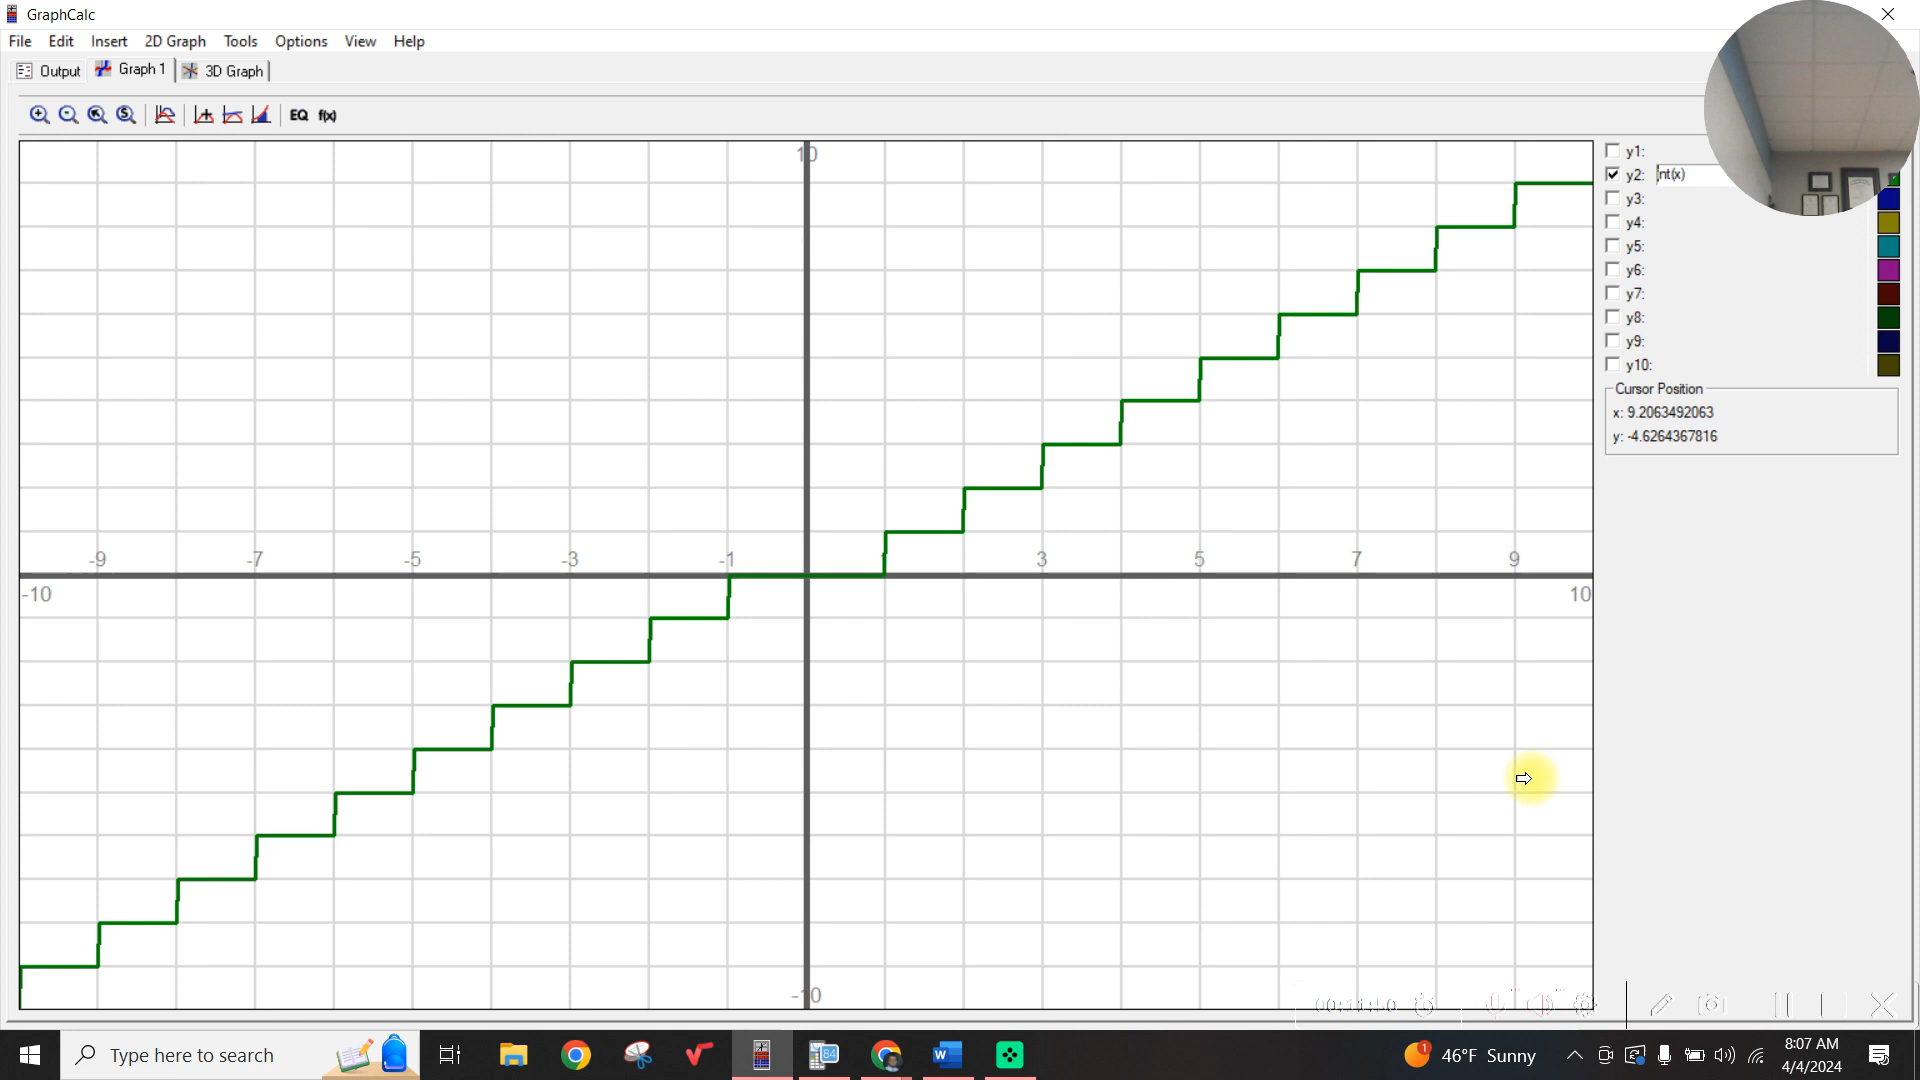 GraphCalc
File Edit Insert 2D Graph Tools Options View Help
Output Graph 1 3D Graph
EQ f(x)
10
-9 -7 -5 -3 -1 3 5 7 9
-10 10
-10
y1:
y2: int(x)
y3:
y4:
y5:
y6:
y7:
y8:
y9:
y10:
Cursor Position
x: 9.2063492063
y: -4.6264367816
Type here to search
84
1
46°F Sunny
8:07 AM
4/4/2024